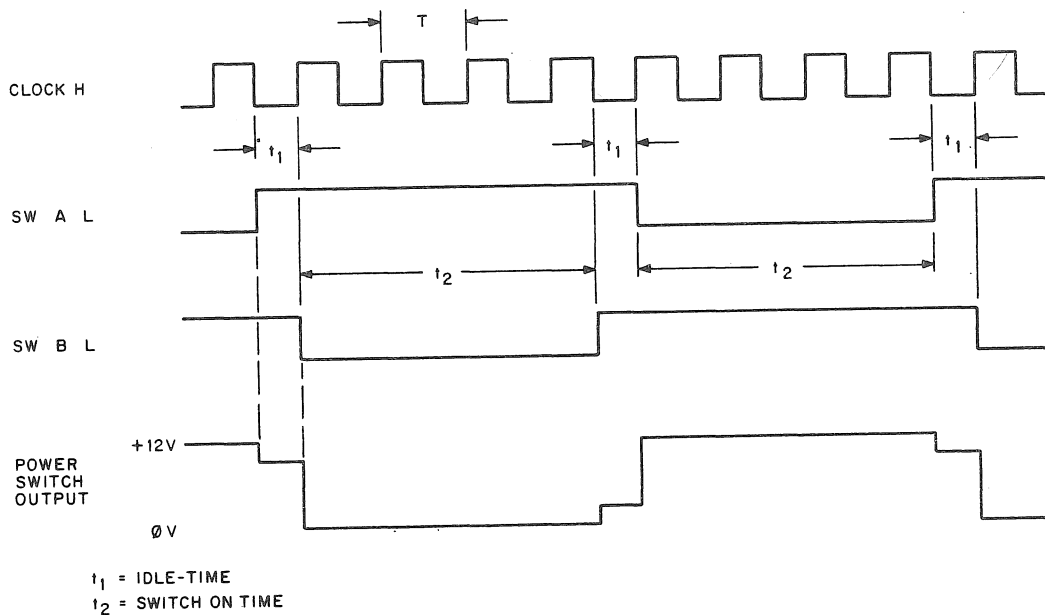 T
CLOCK H
t1
t1
t1
SW A L
t2
t2
SW B L
+12V
POWER
SWITCH
OUTPUT
ØV
t1 = IDLE-TIME
t2 = SWITCH ON TIME